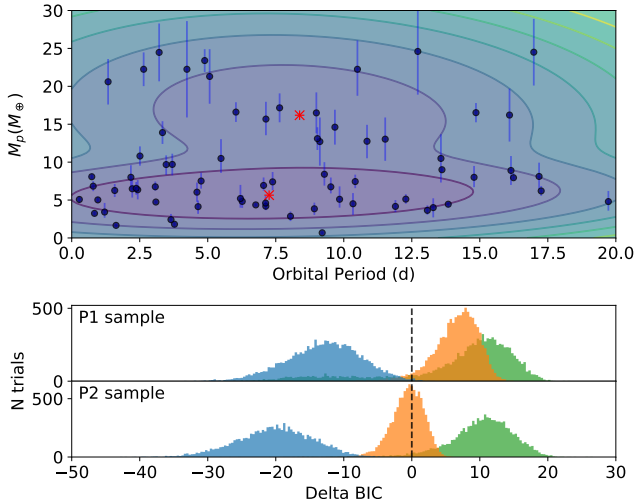 30
25
20
15
10
5
0
M_p(M_⊕)
0.0 2.5 5.0 7.5 10.0 12.5 15.0 17.5 20.0
Orbital Period (d)
500
P1 sample
0
500
P2 sample
0
N trials
−50 −40 −30 −20 −10 0 10 20 30
Delta BIC